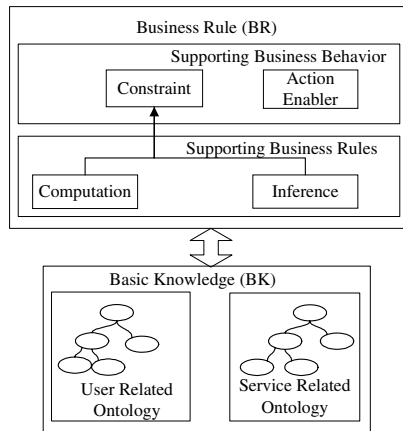 Business Rule (BR)
Supporting Business Behavior
Constraint
Action
Enabler
Supporting Business Rules
Computation
Inference
Basic Knowledge (BK)
User Related
Ontology
Service Related
Ontology